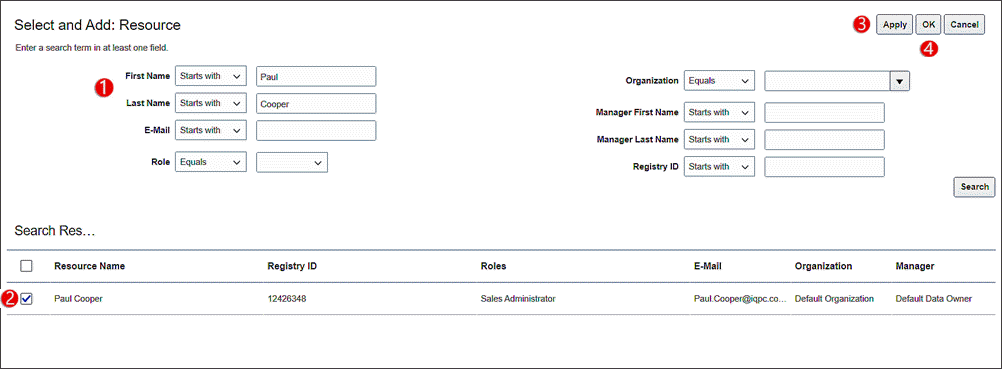 Select and Add: Resource
3 Apply OK Cancel
4
Enter a search term in at least one field.
1
First Name Starts with Paul
Last Name Starts with Cooper
E-Mail Starts with
Role Equals
Organization Equals
Manager First Name Starts with
Manager Last Name Starts with
Registry ID Starts with
Search
Search Res...
Resource Name Registry ID Roles E-Mail Organization Manager
2 Paul Cooper 12426348 Sales Administrator Paul.Cooper@iqpc.co... Default Organization Default Data Owner